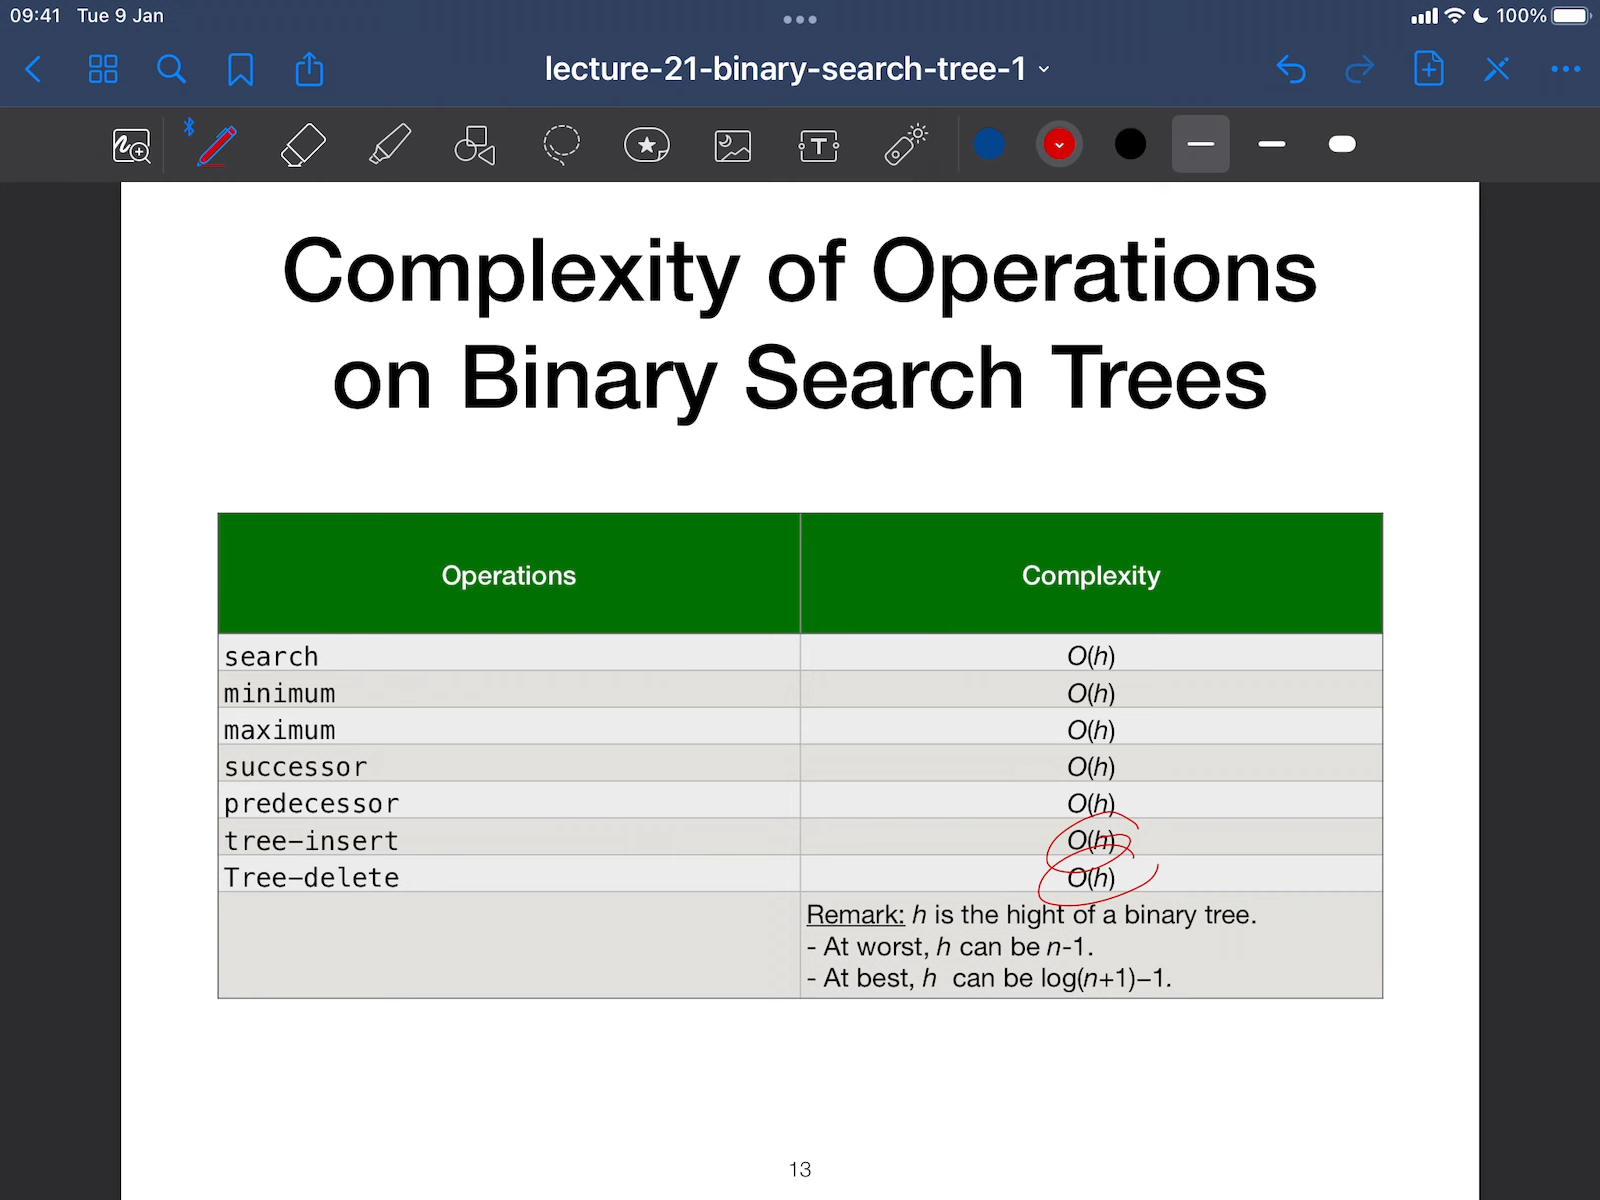 09:41 Tue 9 Jan
100%
lecture-21-binary-search-tree-1
T
Complexity of Operations
on Binary Search Trees
Operations Complexity
search O(h)
minimum O(h)
maximum O(h)
successor O(h)
predecessor O(h)
tree-insert O(h)
Tree-delete O(h)
Remark: h is the hight of a binary tree.
- At worst, h can be n-1.
- At best, h can be log(n+1)−1.
13